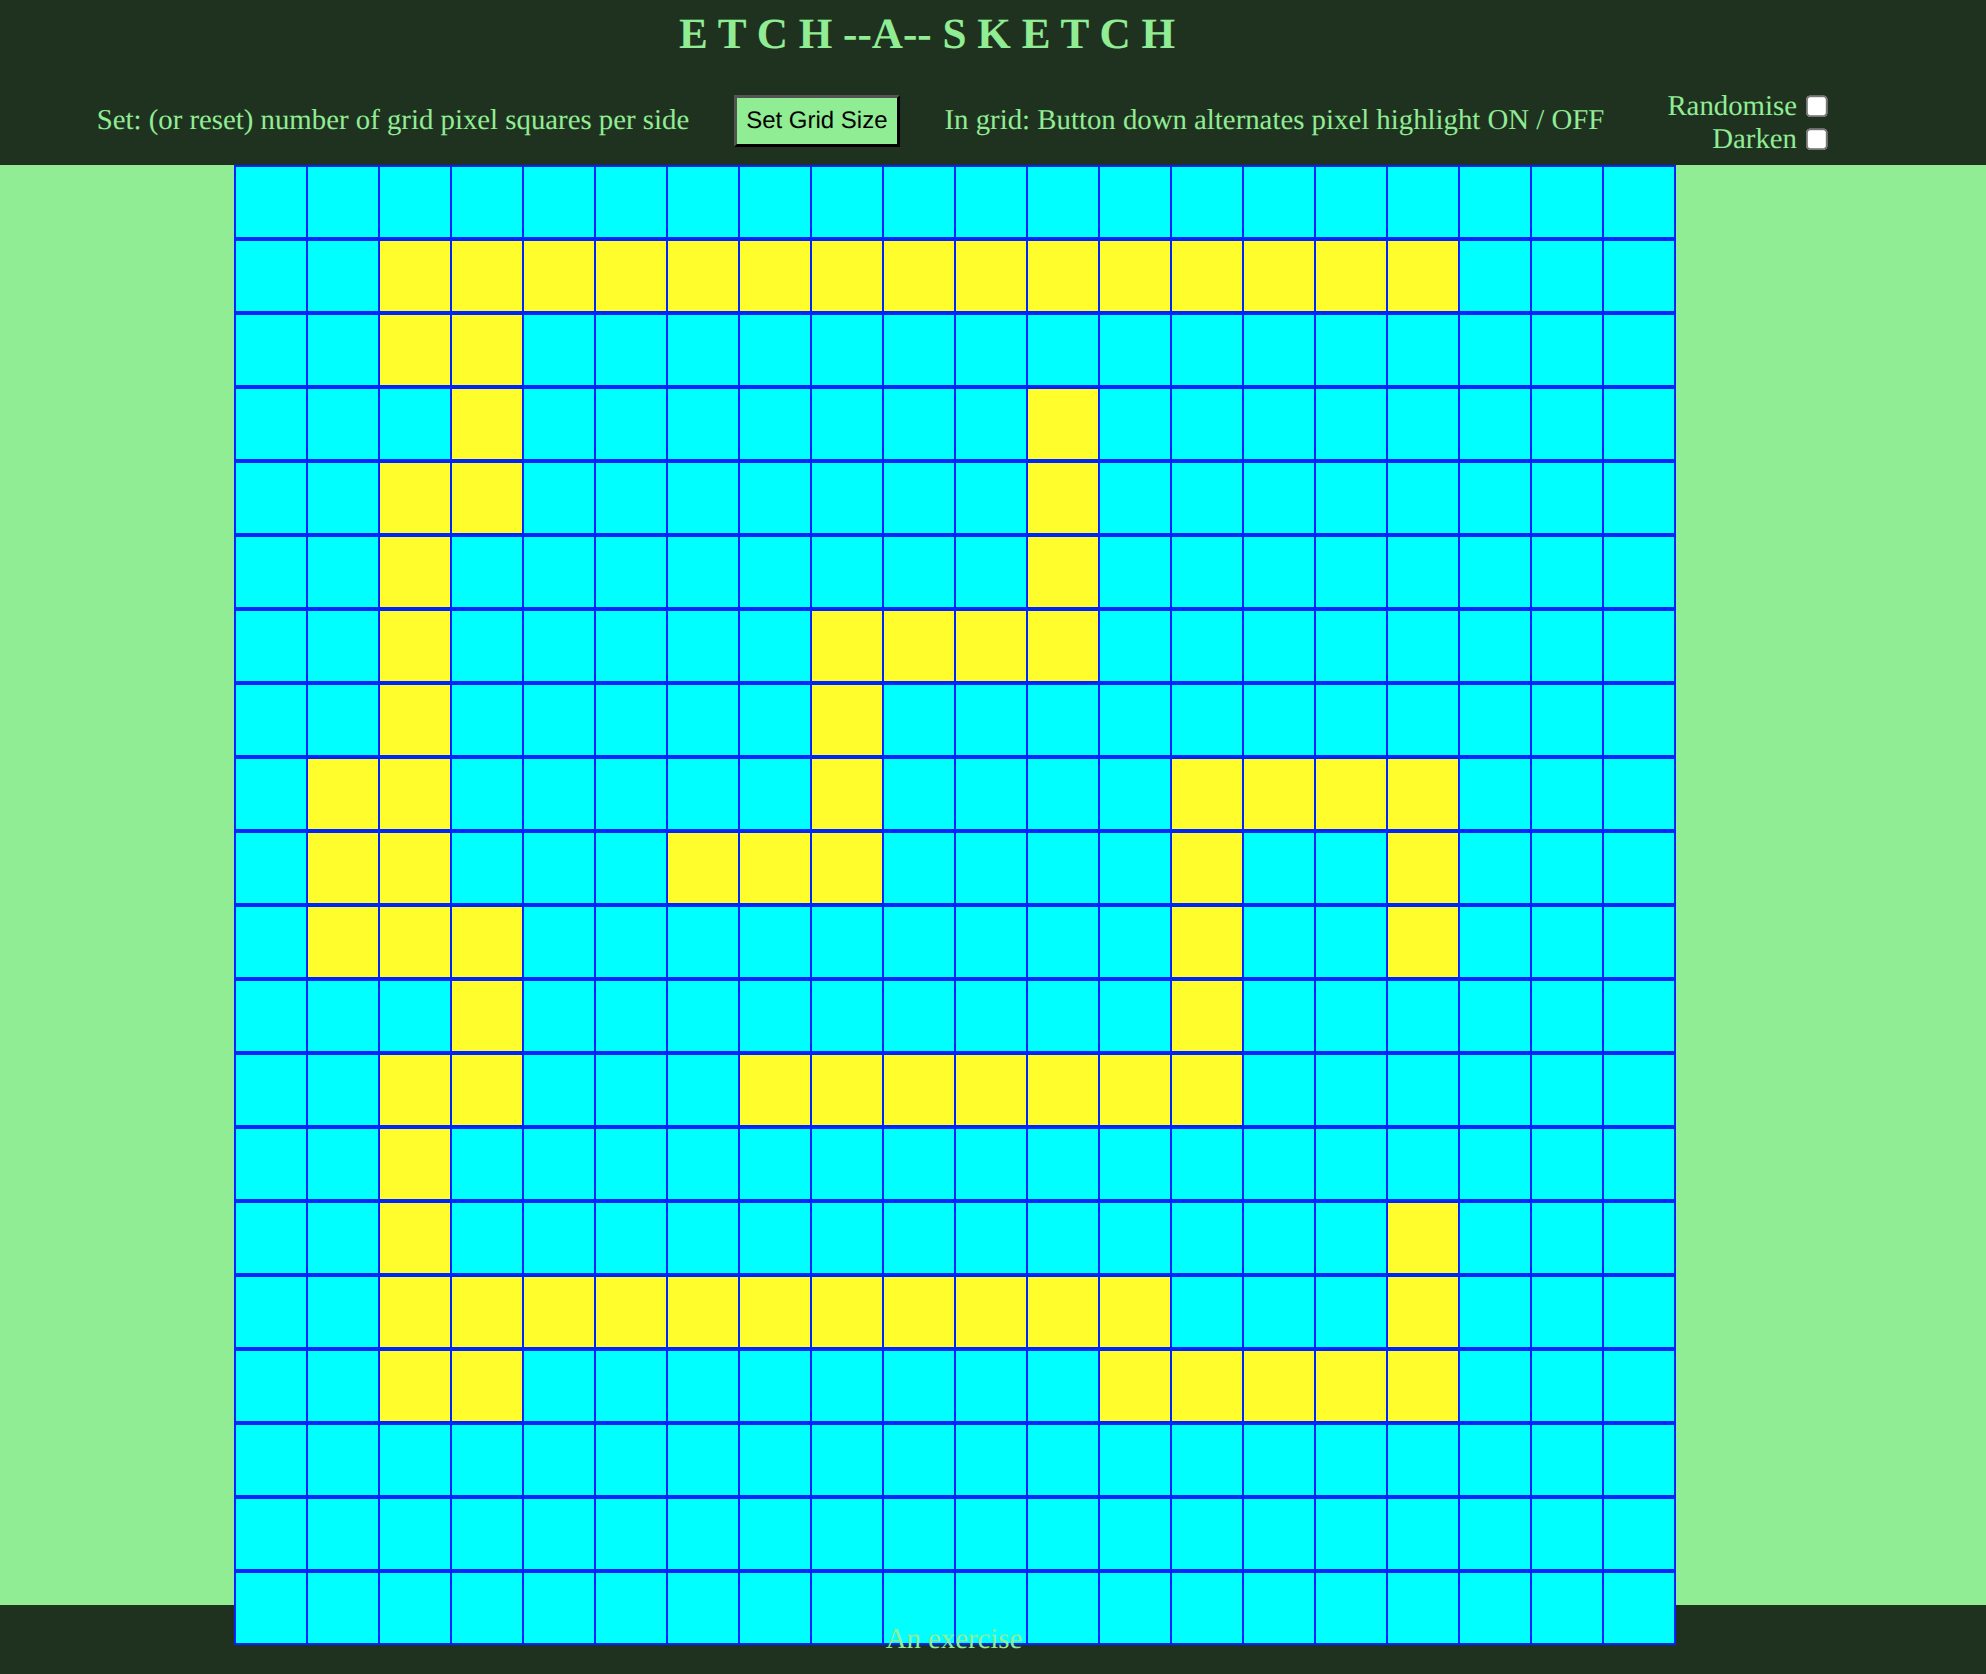 E T C H --A-- S K E T C H
Set: (or reset) number of grid pixel squares per side
Set Grid Size
In grid: Button down alternates pixel highlight ON / OFF
Randomise
Darken
An exercise